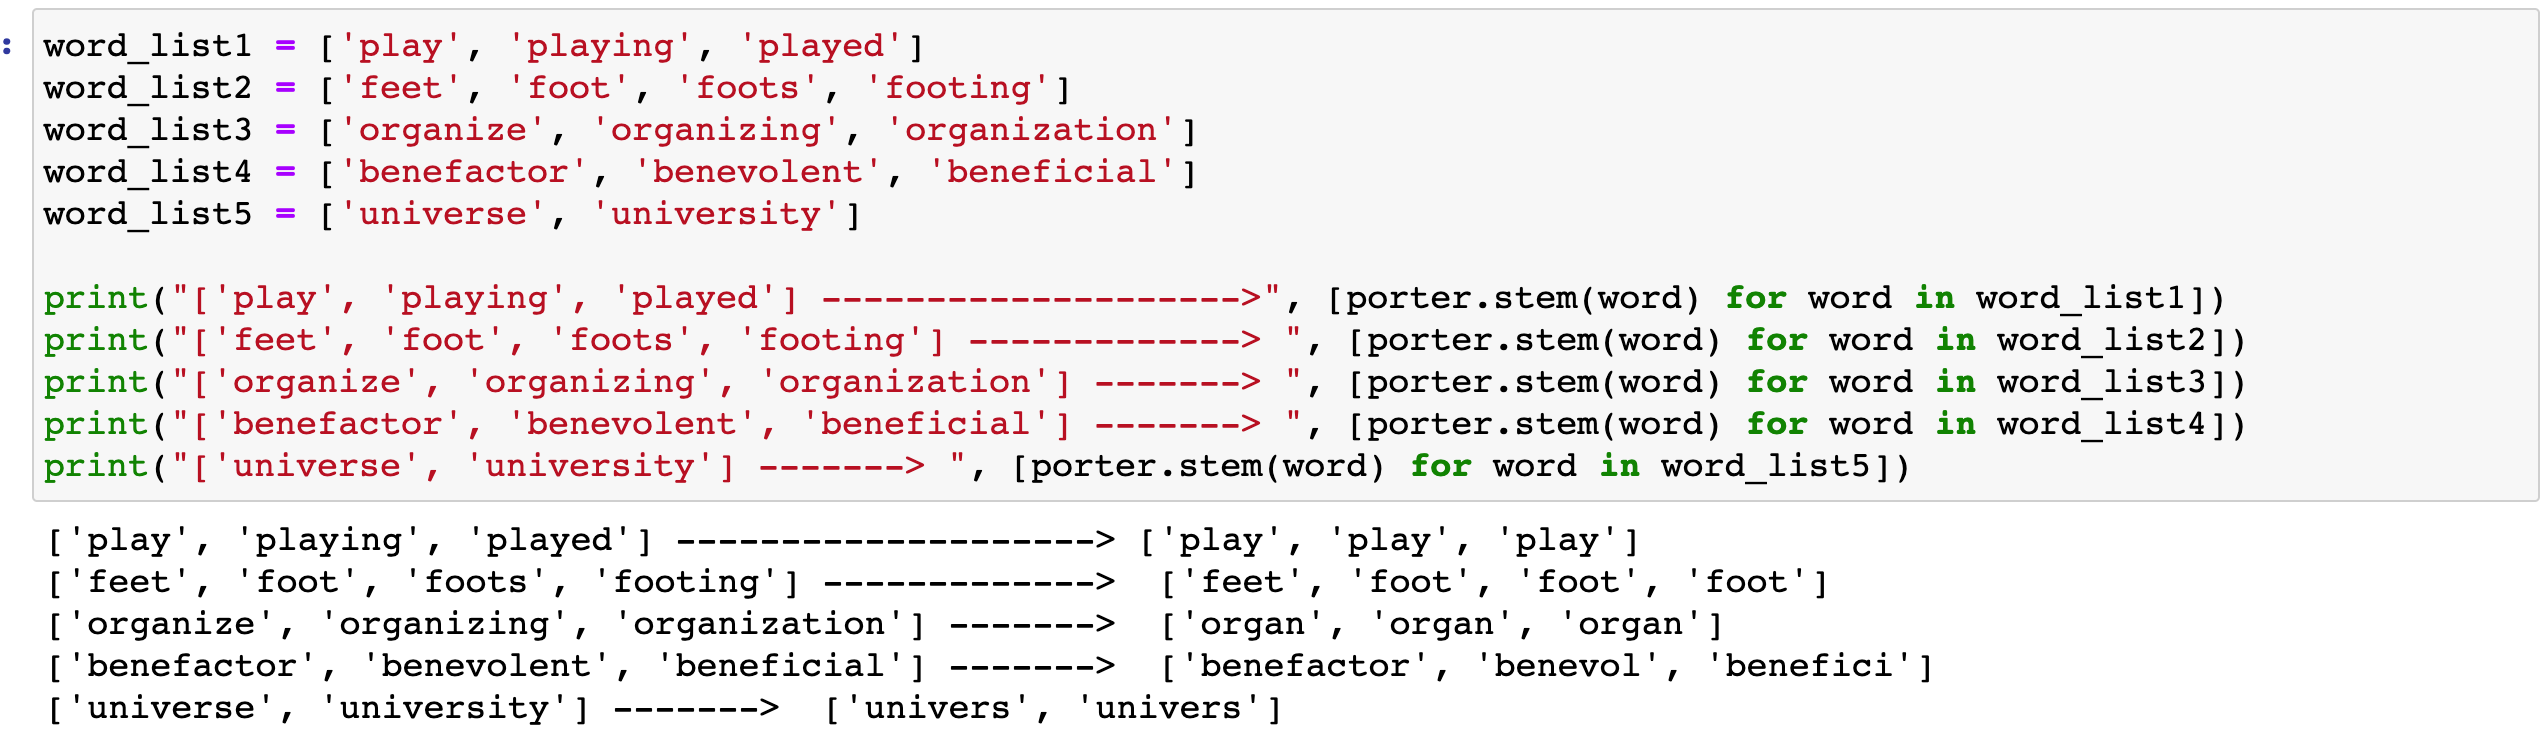 :
word_list1 = ['play', 'playing', 'played']
word_list2 = ['feet', 'foot', 'foots', 'footing']
word_list3 = ['organize', 'organizing', 'organization']
word_list4 = ['benefactor', 'benevolent', 'beneficial']
word_list5 = ['universe', 'university']
print("['play', 'playing', 'played'] -------------------->", [porter.stem(word) for word in word_list1])
print("['feet', 'foot', 'foots', 'footing'] -------------> ", [porter.stem(word) for word in word_list2])
print("['organize', 'organizing', 'organization'] -------> ", [porter.stem(word) for word in word_list3])
print("['benefactor', 'benevolent', 'beneficial'] -------> ", [porter.stem(word) for word in word_list4])
print("['universe', 'university'] -------> ", [porter.stem(word) for word in word_list5])
['play', 'playing', 'played'] --------------------> ['play', 'play', 'play']
['feet', 'foot', 'foots', 'footing'] ------------->  ['feet', 'foot', 'foot', 'foot']
['organize', 'organizing', 'organization'] ------->  ['organ', 'organ', 'organ']
['benefactor', 'benevolent', 'beneficial'] ------->  ['benefactor', 'benevol', 'benefici']
['universe', 'university'] ------->  ['univers', 'univers']